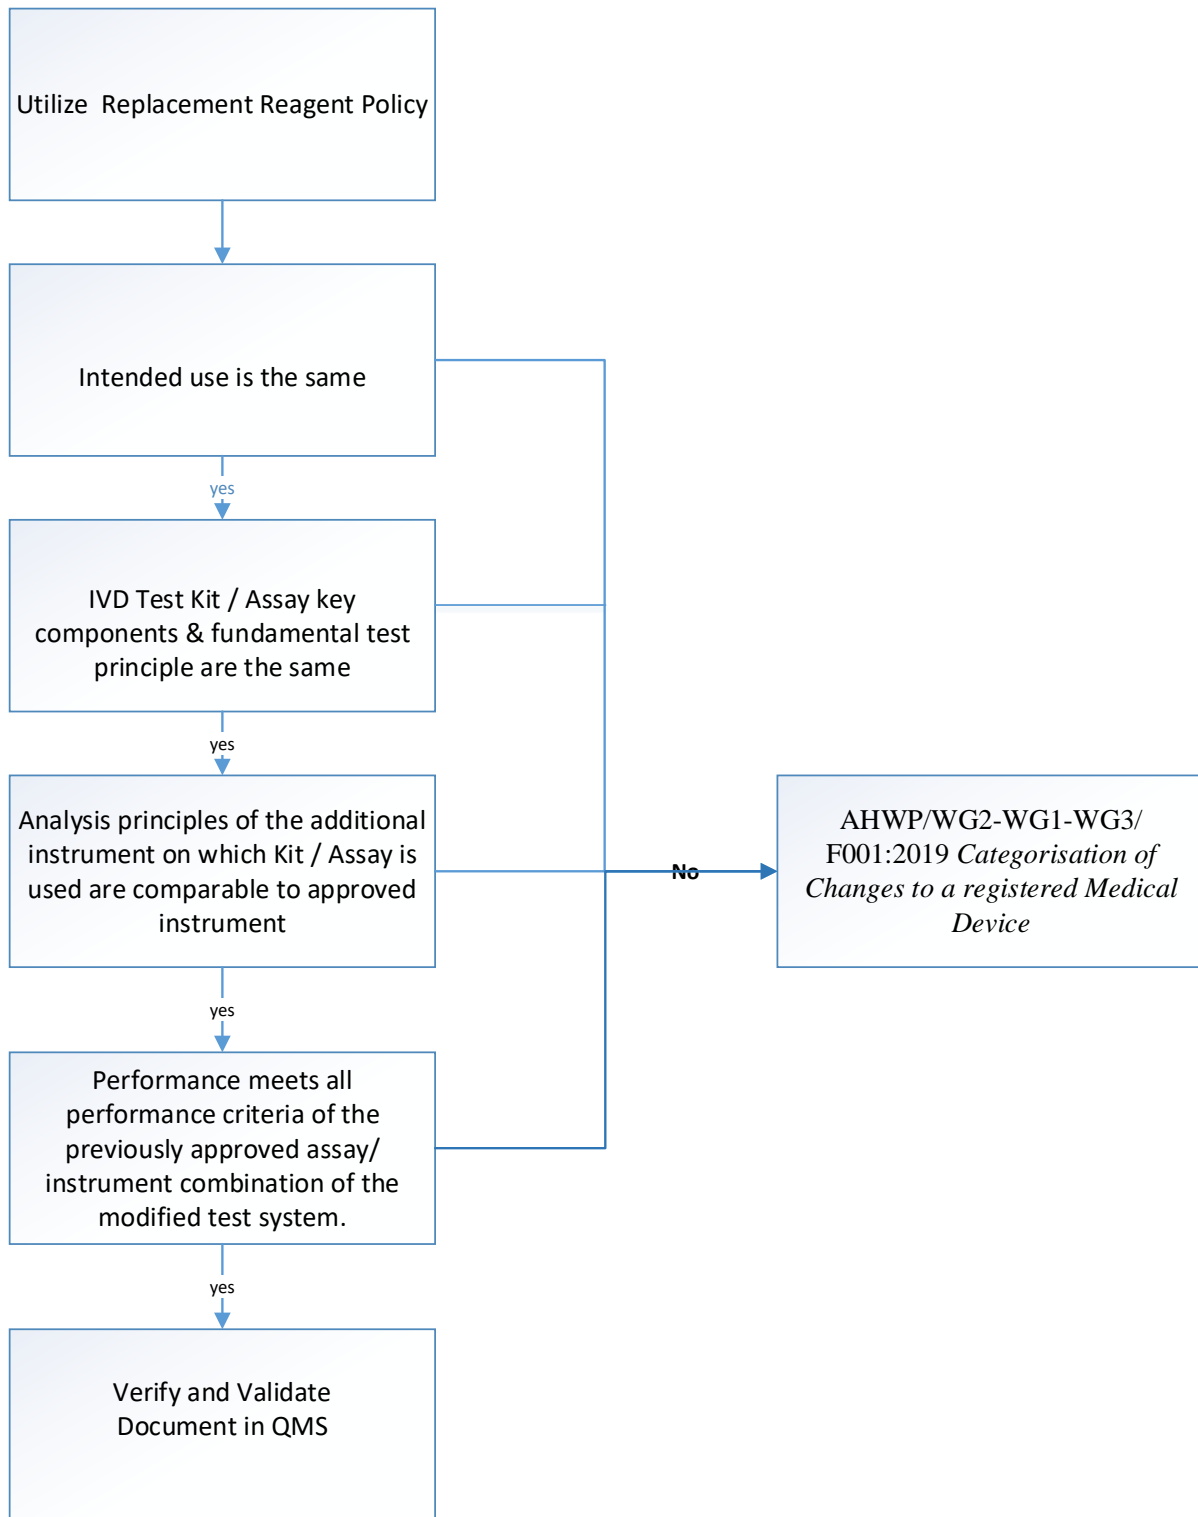 Utilize  Replacement Reagent Policy
Intended use is the same
yes
IVD Test Kit / Assay key
components & fundamental test
principle are the same
yes
Analysis principles of the additional
instrument on which Kit / Assay is
used are comparable to approved
instrument
No
AHWP/WG2-WG1-WG3/
F001:2019 Categorisation of
Changes to a registered Medical
Device
yes
Performance meets all
performance criteria of the
previously approved assay/
instrument combination of the
modified test system.
yes
Verify and Validate
Document in QMS